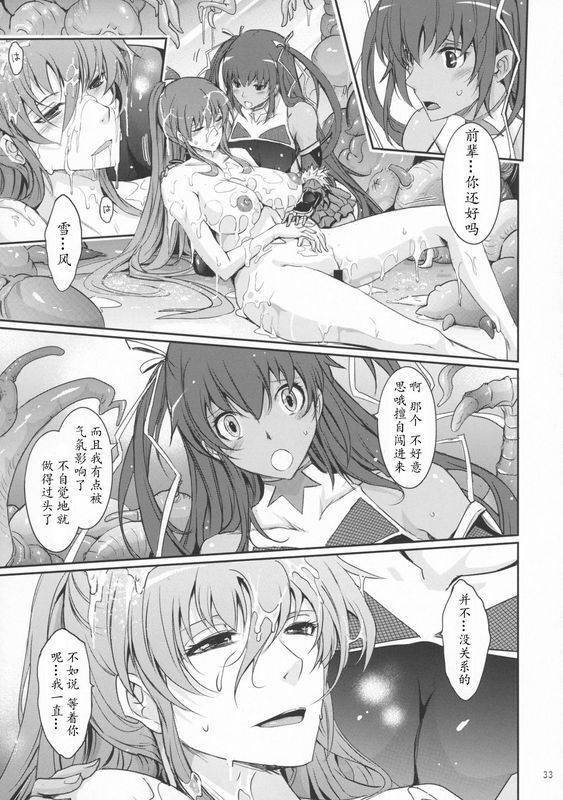 前辈…你还好吗
は
は
雪…风
啊 那个 不好意
思哦擅自闯进来
而且我有点被
气氛影响了
不自觉地就
做得过头了
并不…没关系的
不如说 等着你
呢…我一直…
33